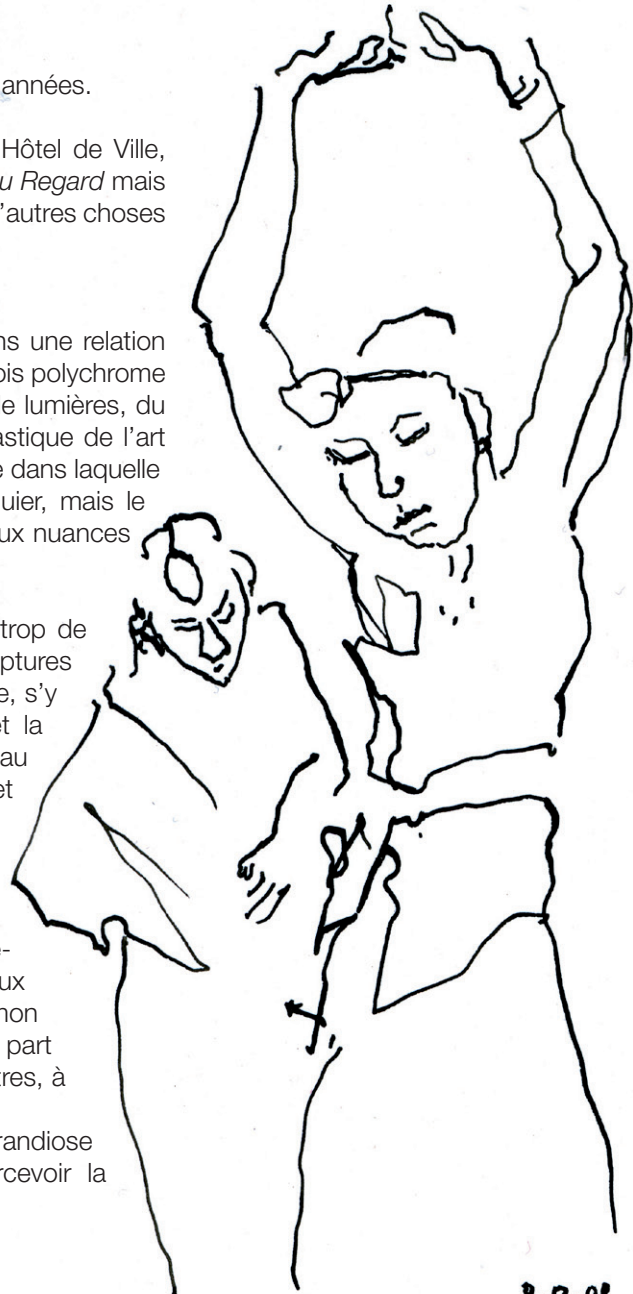 années.
Hôtel de Ville,
u Regard mais
'autres choses
ns une relation
ois polychrome
e lumières, du
astique de l'art
e dans laquelle
uier, mais le
ux nuances
trop de
ptures
e, s'y
et la
au
et
e-
ux
non
part
tres, à
randiose
rcevoir la